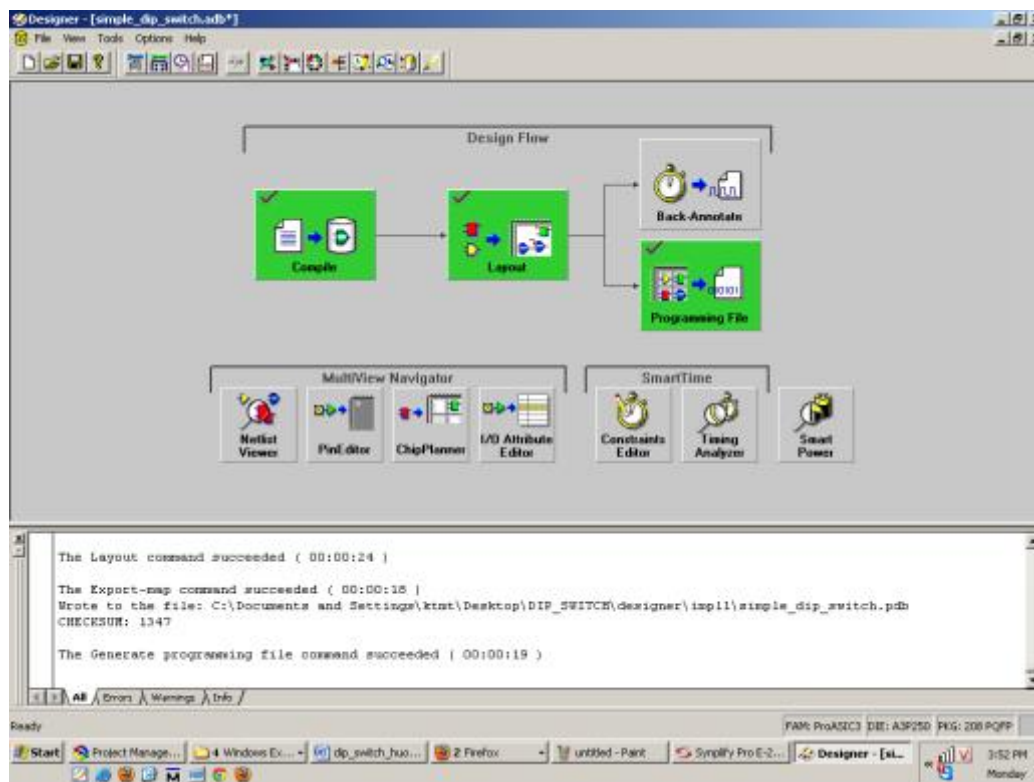 Designer - [simple_dip_switch.adb*]
File View Tools Options Help
Design Flow
Back-Annotate
Compile
Layout
Programming File
MultiView Navigator
SmartTime
Netlist Viewer
PinEditor
ChipPlanner
I/O Attribute Editor
Constraints Editor
Timing Analyzer
Smart Power
The Layout command succeeded ( 00:00:24 )
The Export-map command succeeded ( 00:00:18 )
Wrote to the file: C:\Documents and Settings\ktmt\Desktop\DIP_SWITCH\designer\impl1\simple_dip_switch.pdb
CHECKSUM: 1347
The Generate programming file command succeeded ( 00:00:19 )
All Errors Warnings Info
Ready
FAM: ProASIC3 DIE: A3P250 PKG: 208 PQFP
Start Project Manage... 4 Windows Ex... dip_switch_huo... 2 Firefox untitled - Paint Synplify Pro E-2... Designer - [si... 3:52 PM
Monday